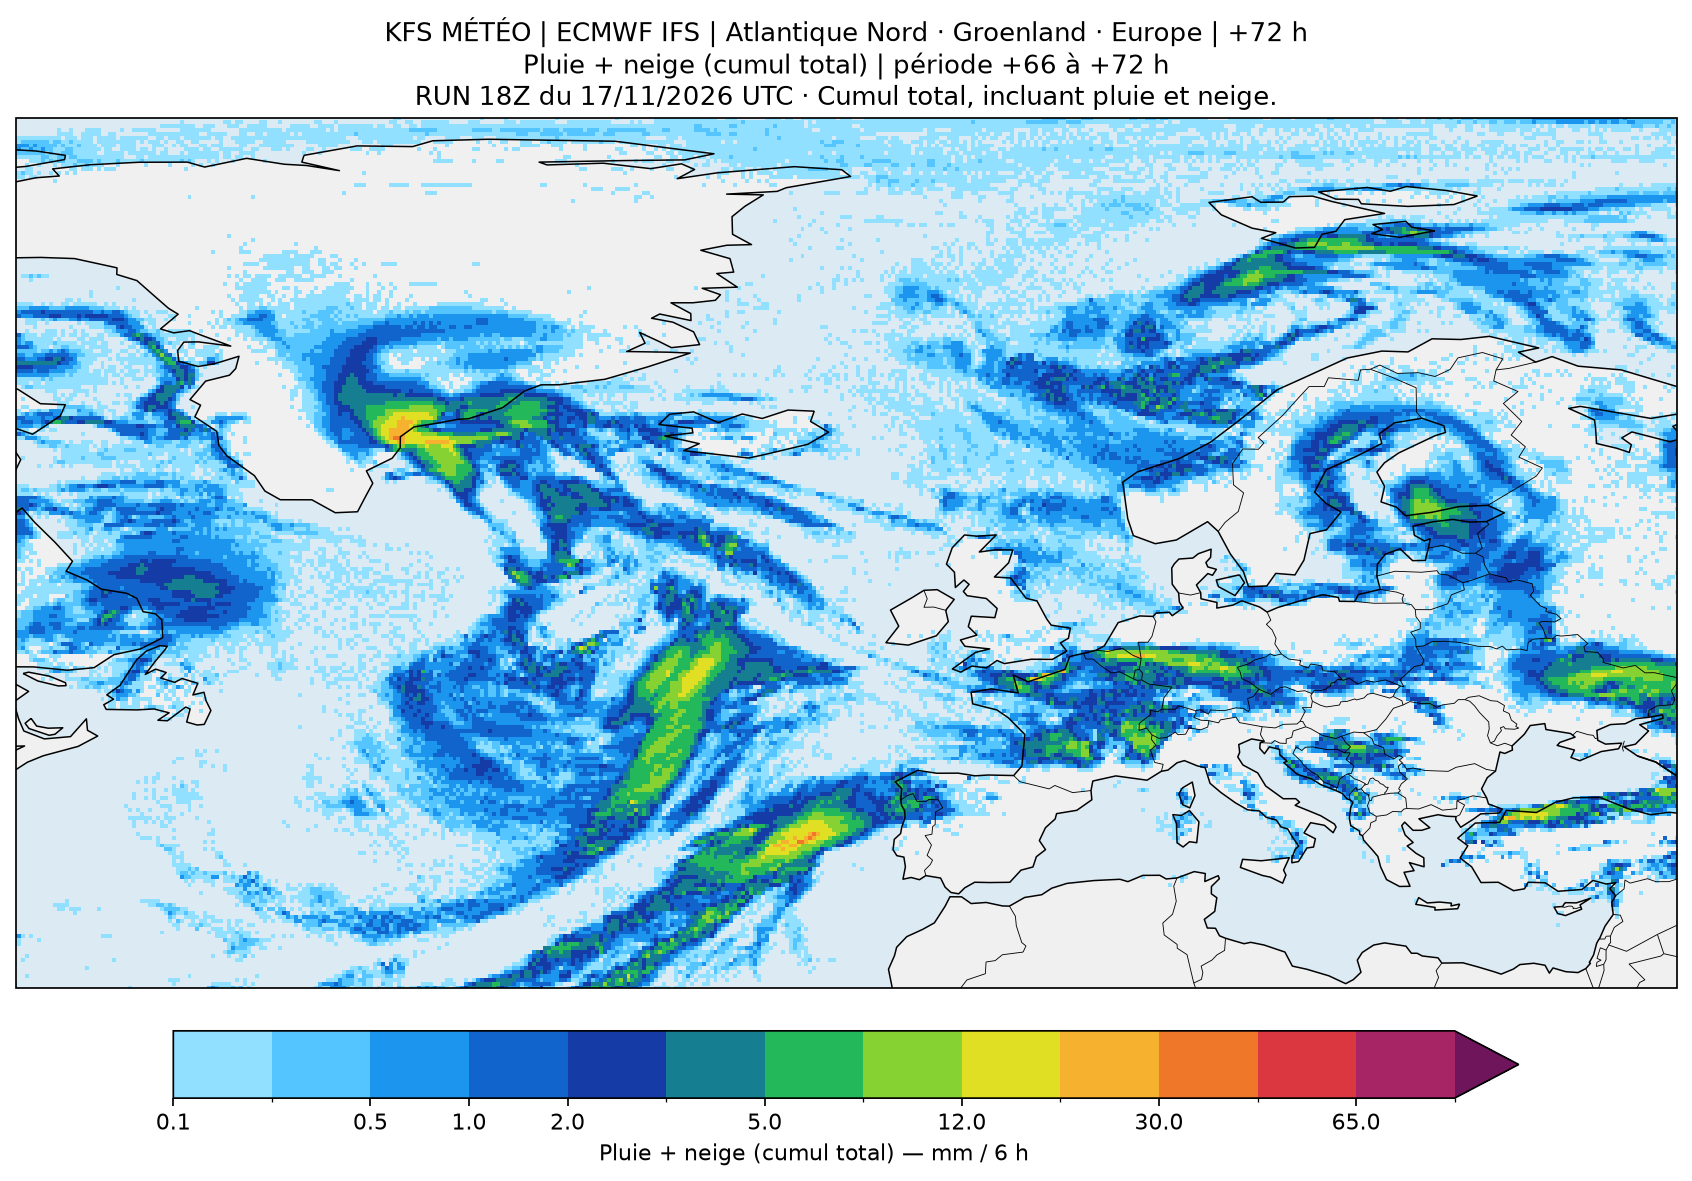 KFS MÉTÉO | ECMWF IFS | Atlantique Nord · Groenland · Europe | +72 h
Pluie + neige (cumul total) | période +66 à +72 h
RUN 18Z du 17/11/2026 UTC · Cumul total, incluant pluie et neige.
0.1 0.5 1.0 2.0 5.0 12.0 30.0 65.0
Pluie + neige (cumul total) — mm / 6 h